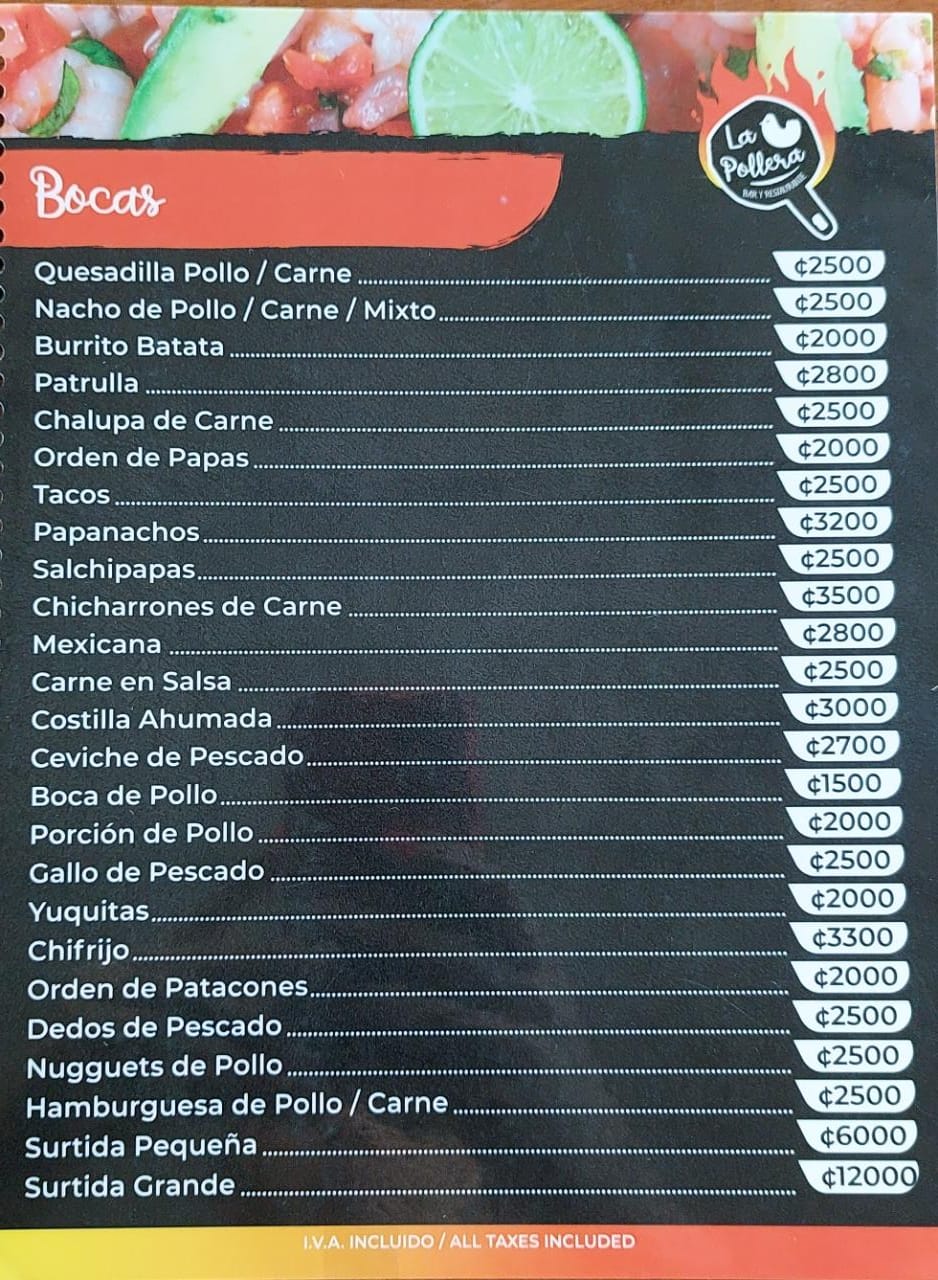 La
Pollera
BAR Y RESTAURANTE
Bocas
Quesadilla Pollo / Carne ¢2500
Nacho de Pollo / Carne / Mixto ¢2500
Burrito Batata ¢2000
Patrulla ¢2800
Chalupa de Carne ¢2500
Orden de Papas ¢2000
Tacos ¢2500
Papanachos ¢3200
Salchipapas ¢2500
Chicharrones de Carne ¢3500
Mexicana ¢2800
Carne en Salsa ¢2500
Costilla Ahumada ¢3000
Ceviche de Pescado ¢2700
Boca de Pollo ¢1500
Porción de Pollo ¢2000
Gallo de Pescado ¢2500
Yuquitas ¢2000
Chifrijo ¢3300
Orden de Patacones ¢2000
Dedos de Pescado ¢2500
Nugguets de Pollo ¢2500
Hamburguesa de Pollo / Carne ¢2500
Surtida Pequeña ¢6000
Surtida Grande ¢12000
I.V.A. INCLUIDO / ALL TAXES INCLUDED